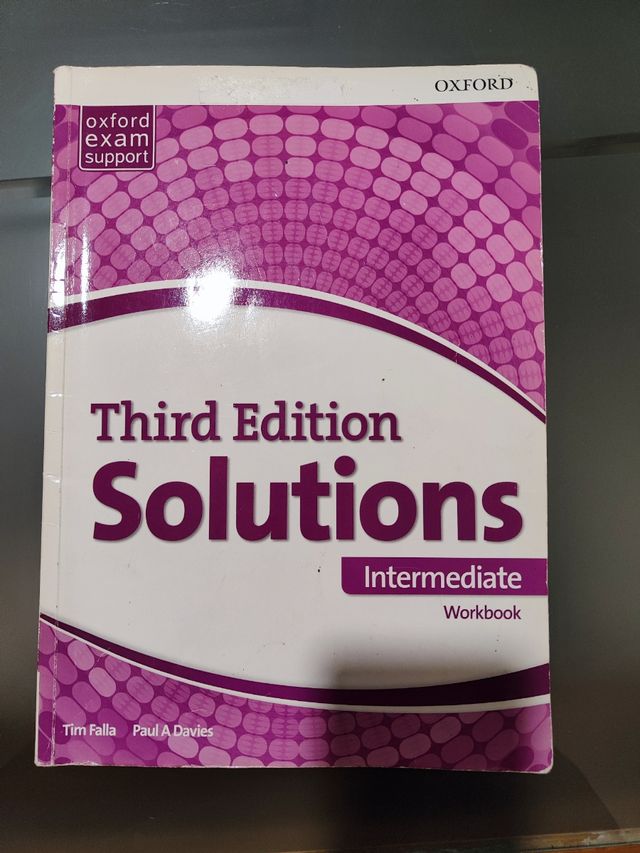 OXFORD
oxford
exam
support
Third Edition
Solutions
Intermediate
Workbook
Tim Falla Paul A Davies